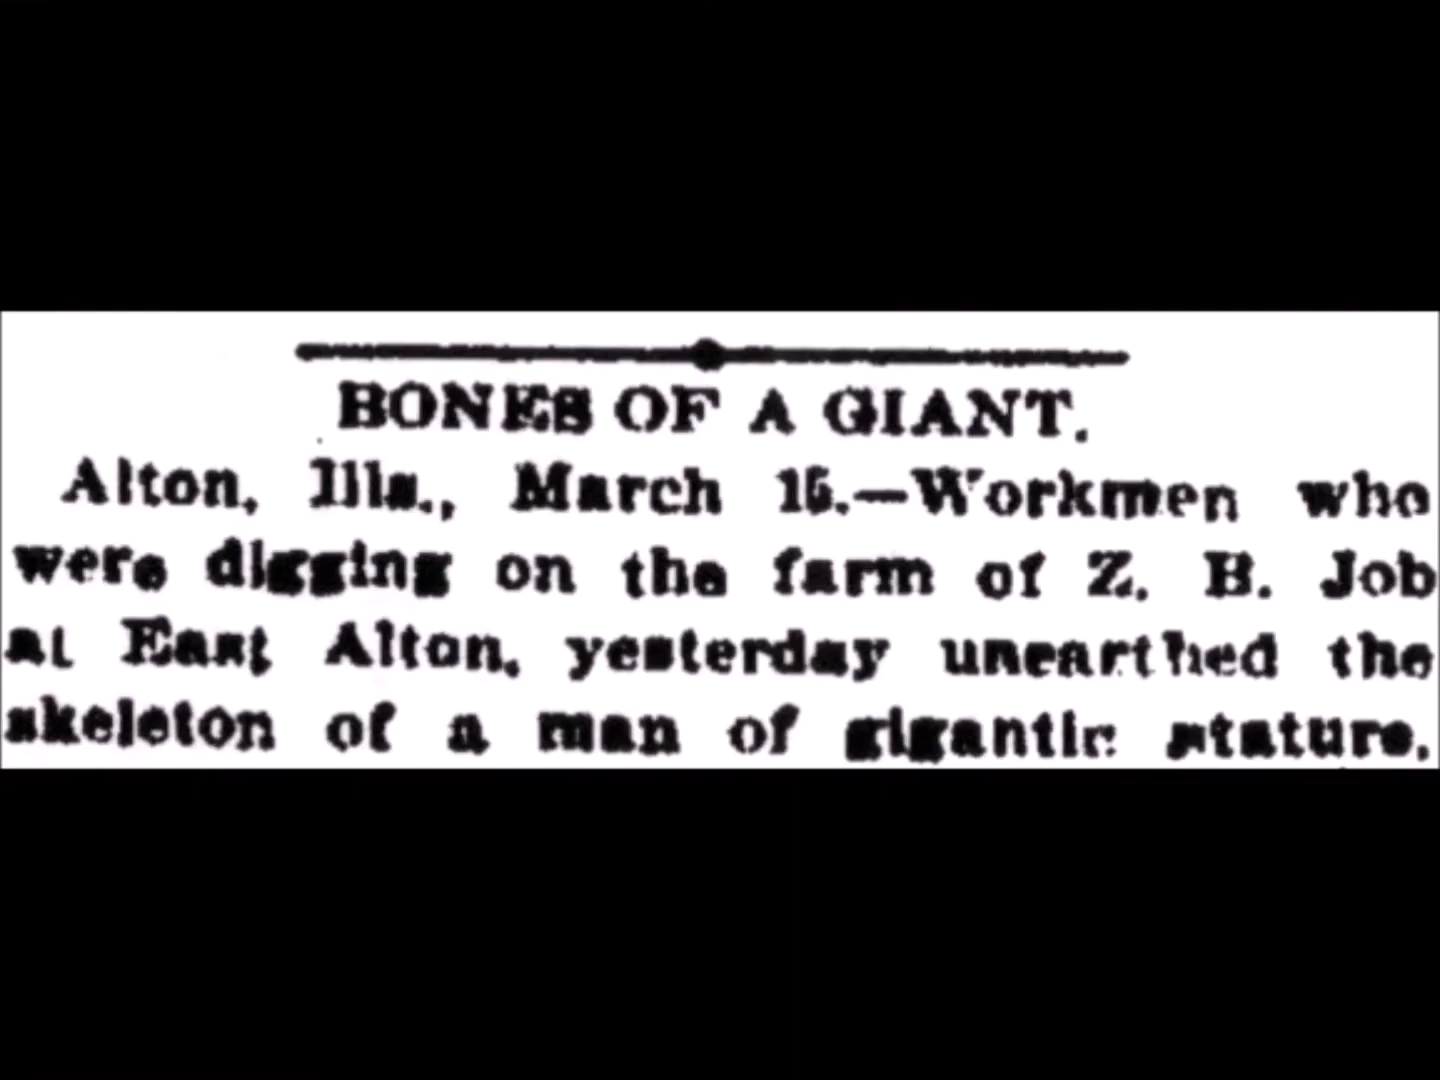 BONES OF A GIANT.
Alton, Ills., March 15.—Workmen who
were digging on the farm of Z. B. Job
at East Alton, yesterday unearthed the
skeleton of a man of gigantic stature,